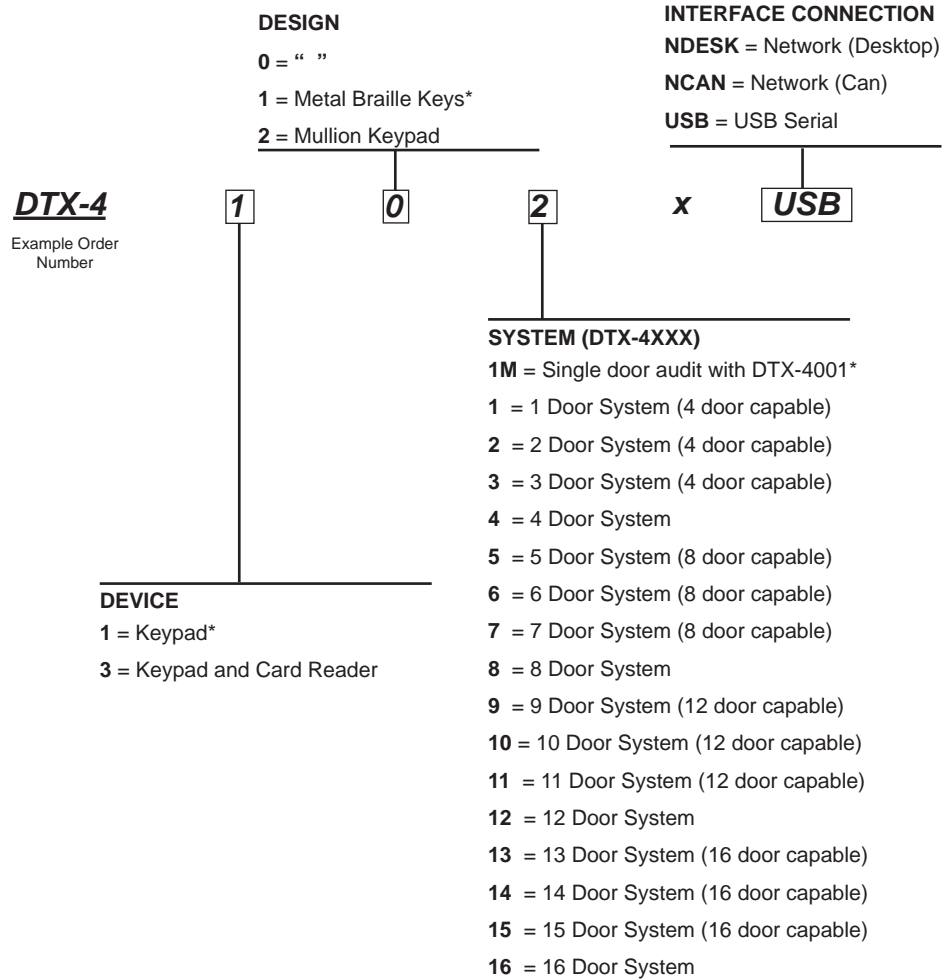 DESIGN
0 = “ ”
1 = Metal Braille Keys*
2 = Mullion Keypad
INTERFACE CONNECTION
NDESK = Network (Desktop)
NCAN = Network (Can)
USB = USB Serial
DTX-4 1 0 2 x USB
Example Order
Number
SYSTEM (DTX-4XXX)
1M = Single door audit with DTX-4001*
1 = 1 Door System (4 door capable)
2 = 2 Door System (4 door capable)
3 = 3 Door System (4 door capable)
4 = 4 Door System
5 = 5 Door System (8 door capable)
6 = 6 Door System (8 door capable)
7 = 7 Door System (8 door capable)
8 = 8 Door System
9 = 9 Door System (12 door capable)
10 = 10 Door System (12 door capable)
11 = 11 Door System (12 door capable)
12 = 12 Door System
13 = 13 Door System (16 door capable)
14 = 14 Door System (16 door capable)
15 = 15 Door System (16 door capable)
16 = 16 Door System
DEVICE
1 = Keypad*
3 = Keypad and Card Reader